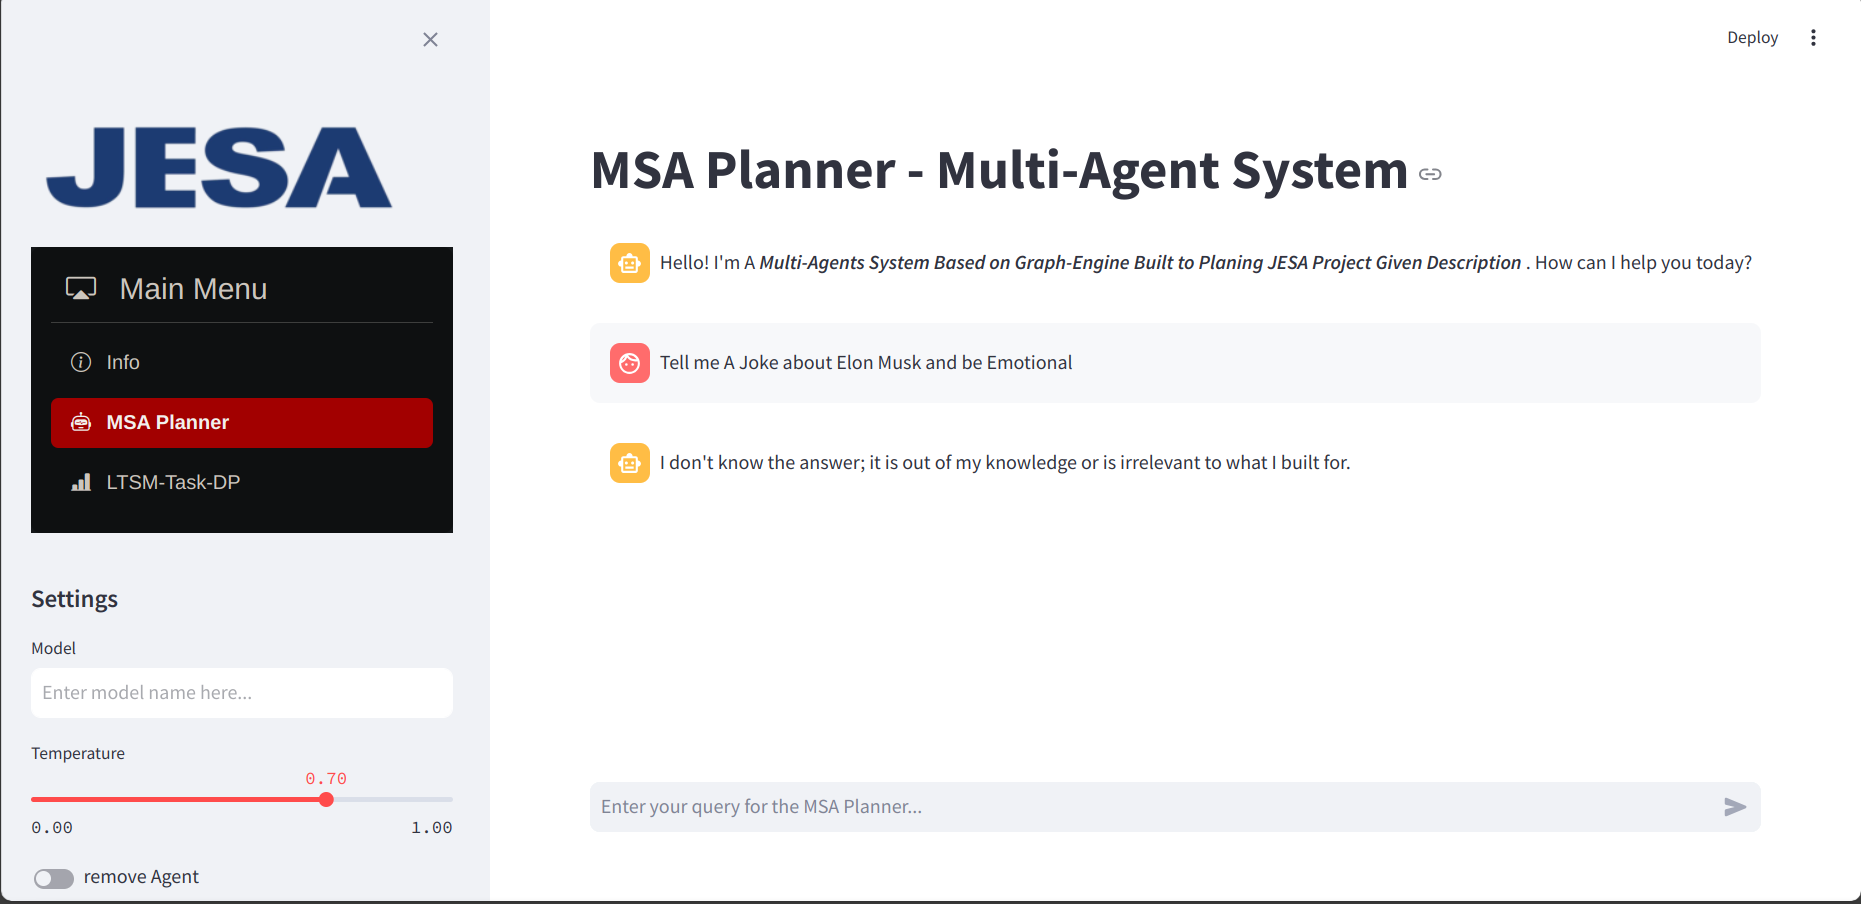 JESA
Main Menu
Info
MSA Planner
LTSM-Task-DP
Settings
Model
Enter model name here...
Temperature
0.70
0.00 1.00
remove Agent
Deploy
MSA Planner - Multi-Agent System
Hello! I'm A Multi-Agents System Based on Graph-Engine Built to Planing JESA Project Given Description . How can I help you today?
Tell me A Joke about Elon Musk and be Emotional
I don't know the answer; it is out of my knowledge or is irrelevant to what I built for.
Enter your query for the MSA Planner...